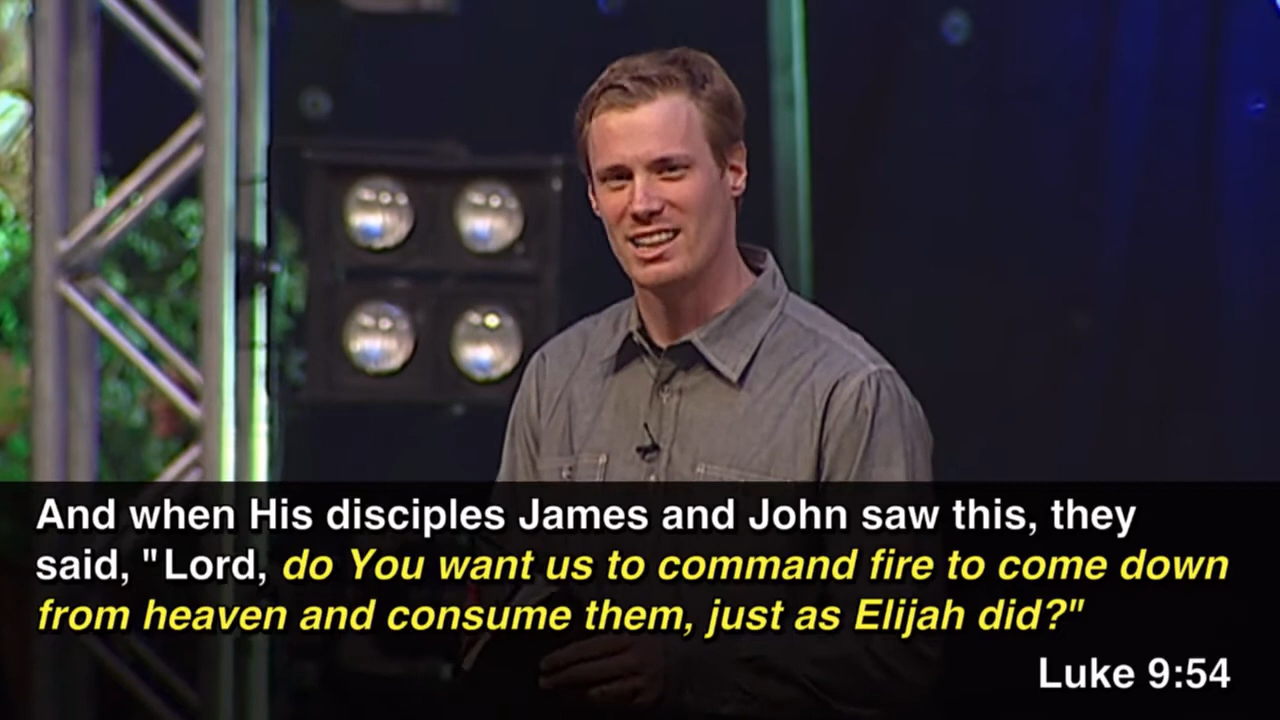 And when His disciples James and John saw this, they
said, "Lord, do You want us to command fire to come down
from heaven and consume them, just as Elijah did?"
Luke 9:54